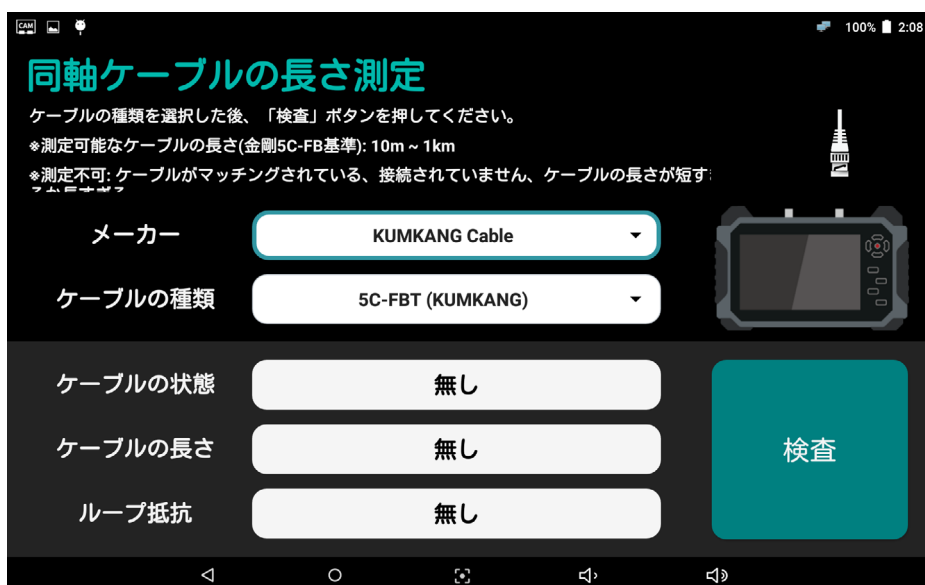 CAM
100% 2:08
同軸ケーブルの長さ測定
ケーブルの種類を選択した後、「検査」ボタンを押してください。
※測定可能なケーブルの長さ(金剛5C-FB基準): 10m ~ 1km
※測定不可: ケーブルがマッチングされている、接続されていません、ケーブルの長さが短す
るか長すぎる
メーカー KUMKANG Cable
ケーブルの種類 5C-FBT (KUMKANG)
ケーブルの状態 無し
ケーブルの長さ 無し
ループ抵抗 無し
検査